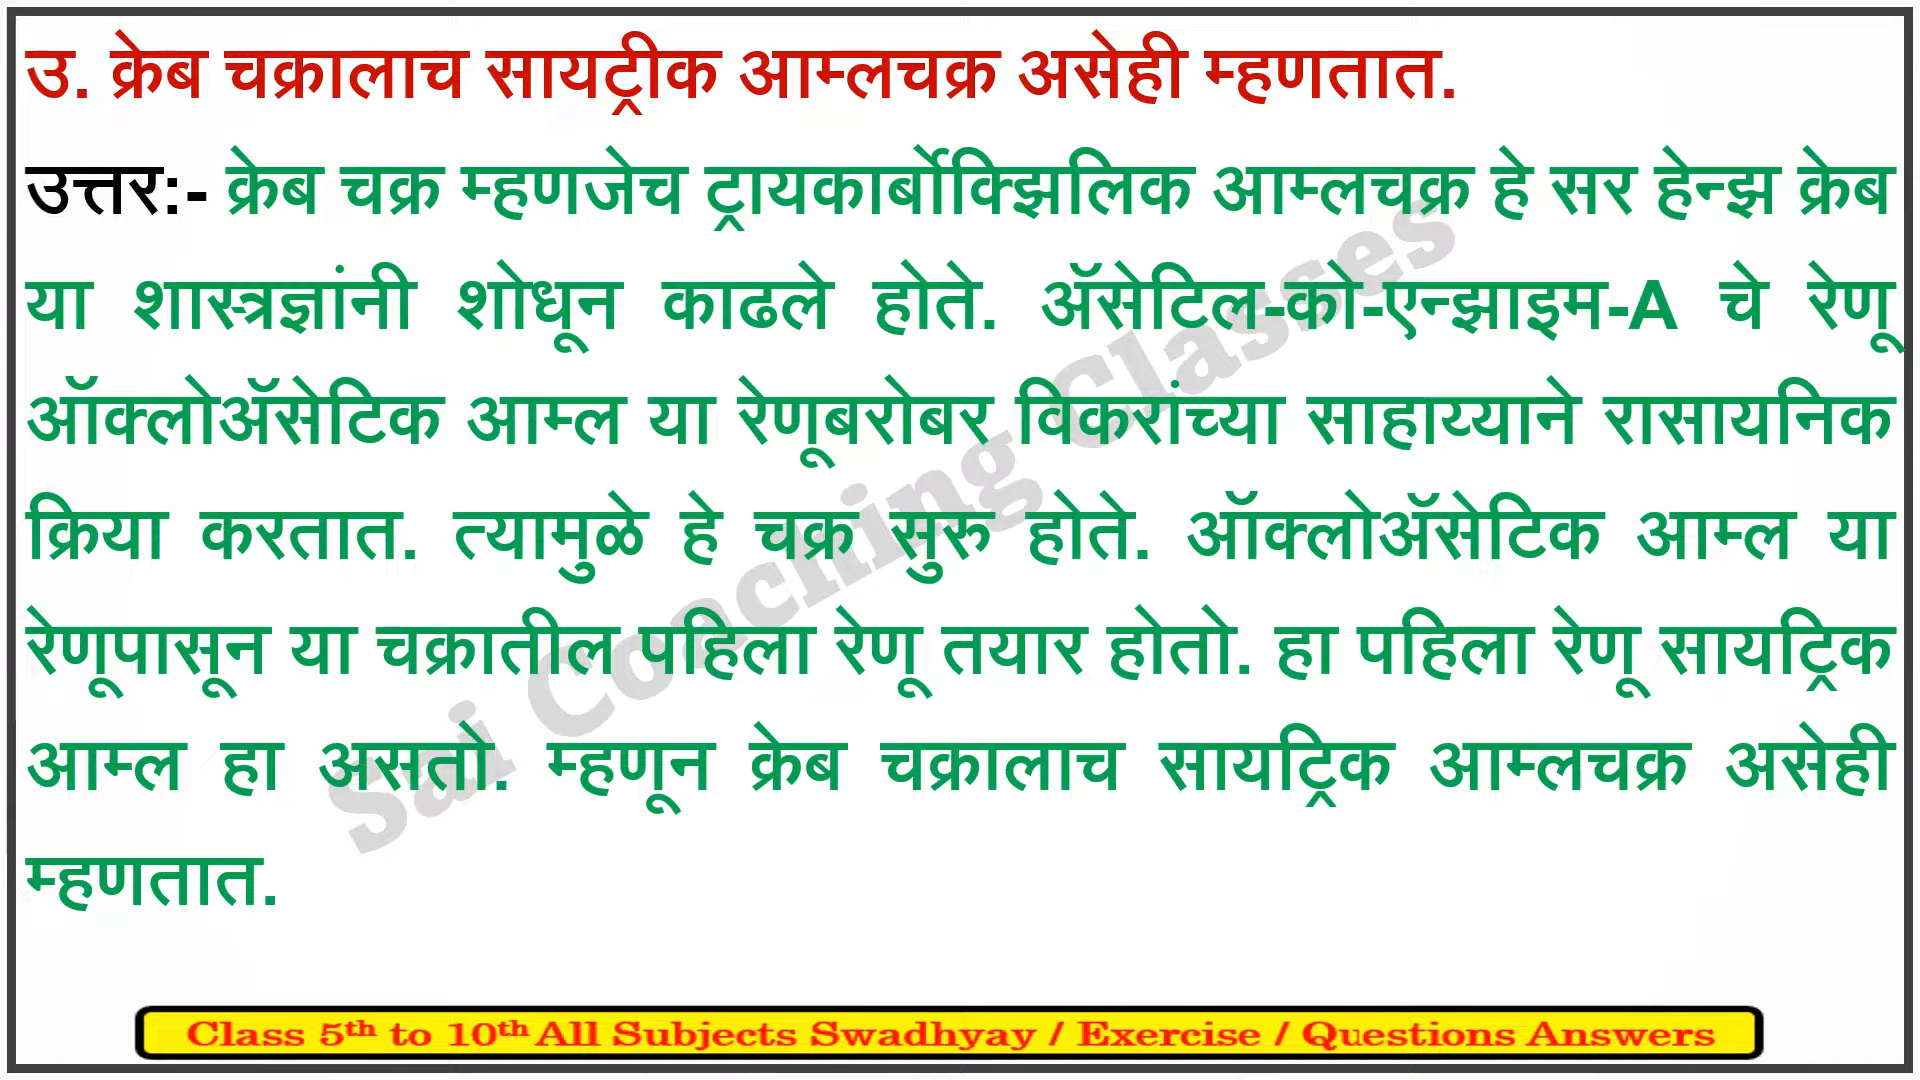 उ. क्रेब चक्रालाच सायट्रीक आम्लचक्र असेही म्हणतात.
उत्तर:- क्रेब चक्र म्हणजेच ट्रायकार्बोक्झिलिक आम्लचक्र हे सर हेन्झ क्रेब
या शास्त्रज्ञांनी शोधून काढले होते. ॲसेटिल-को-एन्झाइम-A चे रेणू
ऑक्लोॲसेटिक आम्ल या रेणूबरोबर विकरांच्या साहाय्याने रासायनिक
क्रिया करतात. त्यामुळे हे चक्र सुरु होते. ऑक्लोॲसेटिक आम्ल या
रेणूपासून या चक्रातील पहिला रेणू तयार होतो. हा पहिला रेणू सायट्रिक
आम्ल हा असतो. म्हणून क्रेब चक्रालाच सायट्रिक आम्लचक्र असेही
म्हणतात.
Sai Coaching Classes
Class 5th to 10th All Subjects Swadhyay / Exercise / Questions Answers